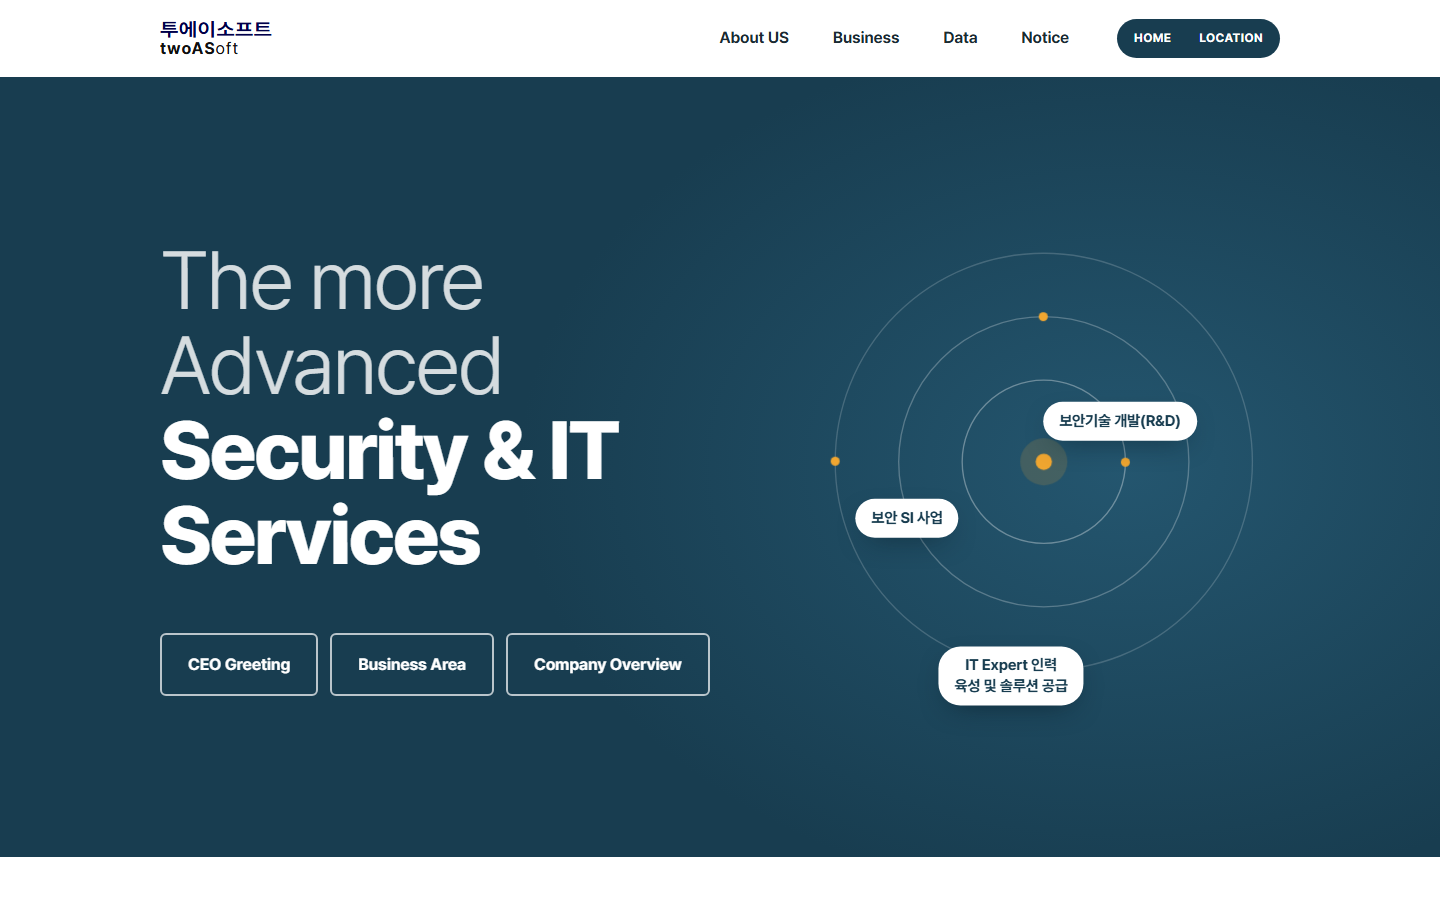 투에이소프트
twoASoft
About US
Business
Data
Notice
HOME
LOCATION
The more
Advanced
Security & IT
Services
CEO Greeting
Business Area
Company Overview
보안기술 개발(R&D)
보안 SI 사업
IT Expert 인력
육성 및 솔루션 공급